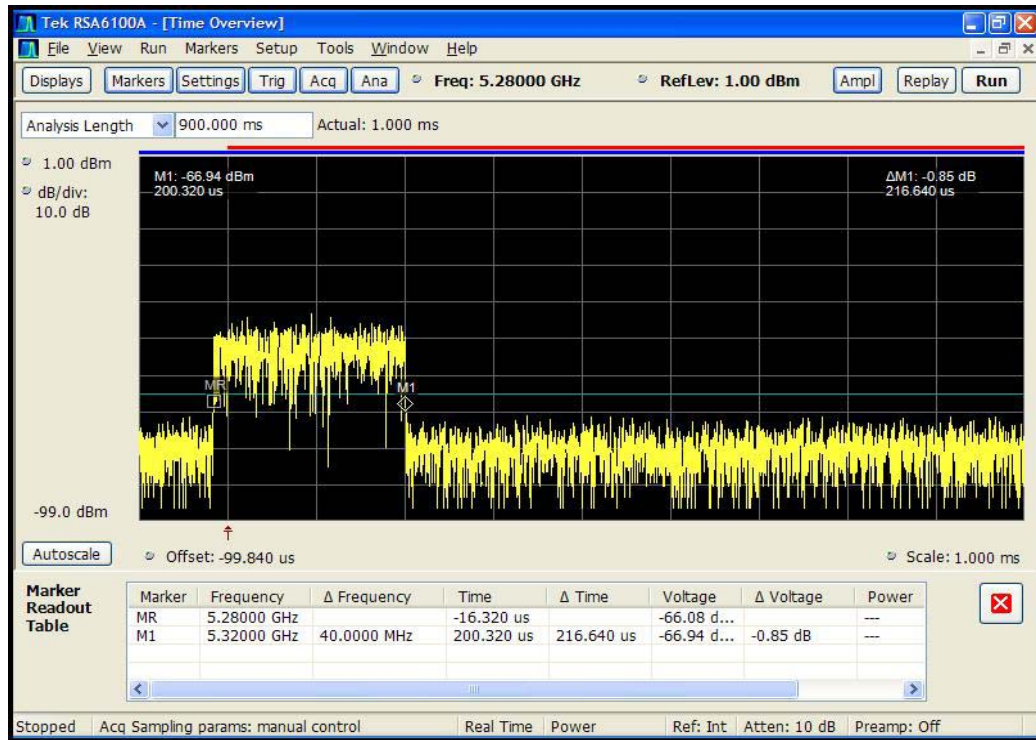 Tek RSA6100A - [Time Overview]
File View Run Markers Setup Tools Window Help
Displays Markers Settings Trig Acq Ana Freq: 5.28000 GHz RefLev: 1.00 dBm Ampl Replay Run
Analysis Length 900.000 ms Actual: 1.000 ms
1.00 dBm
dB/div:
10.0 dB
M1: -66.94 dBm
200.320 us
ΔM1: -0.85 dB
216.640 us
MR
M1
-99.0 dBm
Autoscale Offset: -99.840 us Scale: 1.000 ms
Marker
Readout
Table
Marker Frequency Δ Frequency Time Δ Time Voltage Δ Voltage Power
MR 5.28000 GHz -16.320 us -66.08 d... ---
M1 5.32000 GHz 40.0000 MHz 200.320 us 216.640 us -66.94 d... -0.85 dB ---
Stopped Acq Sampling params: manual control Real Time Power Ref: Int Atten: 10 dB Preamp: Off